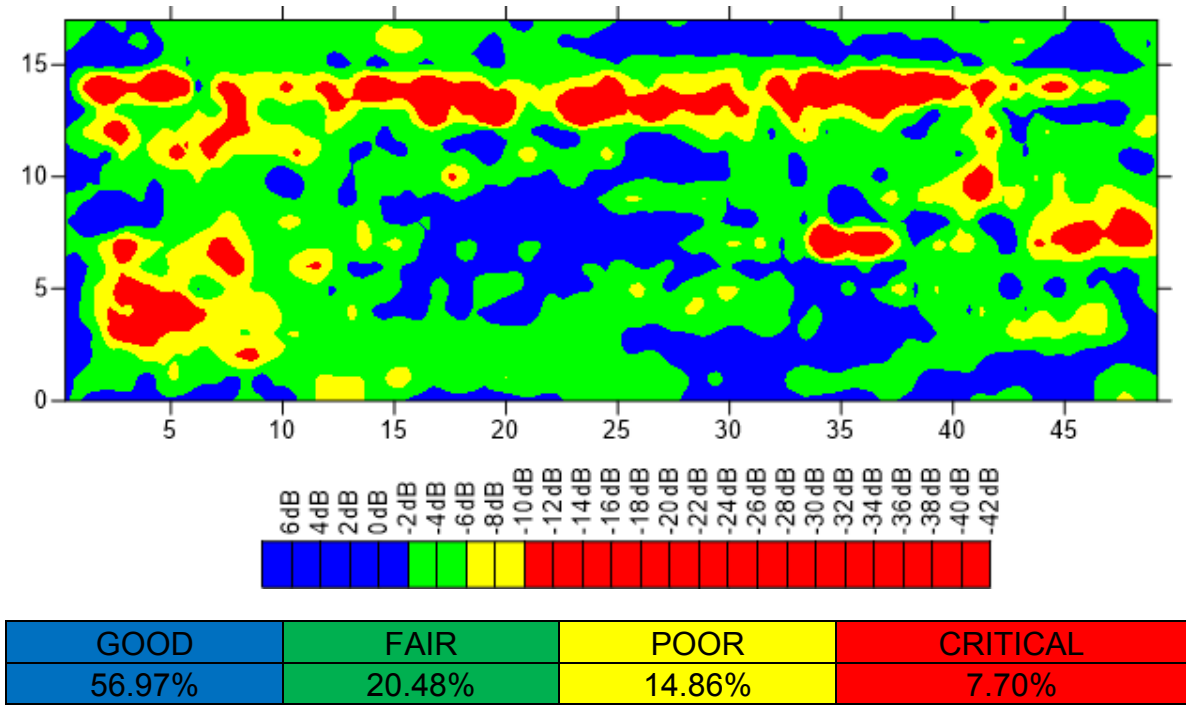 15
10
5
0
5 10 15 20 25 30 35 40 45
6dB 4dB 2dB 0dB -2dB -4dB -6dB -8dB -10dB -12dB -14dB -16dB -18dB -20dB -22dB -24dB -26dB -28dB -30dB -32dB -34dB -36dB -38dB -40dB -42dB
GOOD FAIR POOR CRITICAL
56.97% 20.48% 14.86% 7.70%